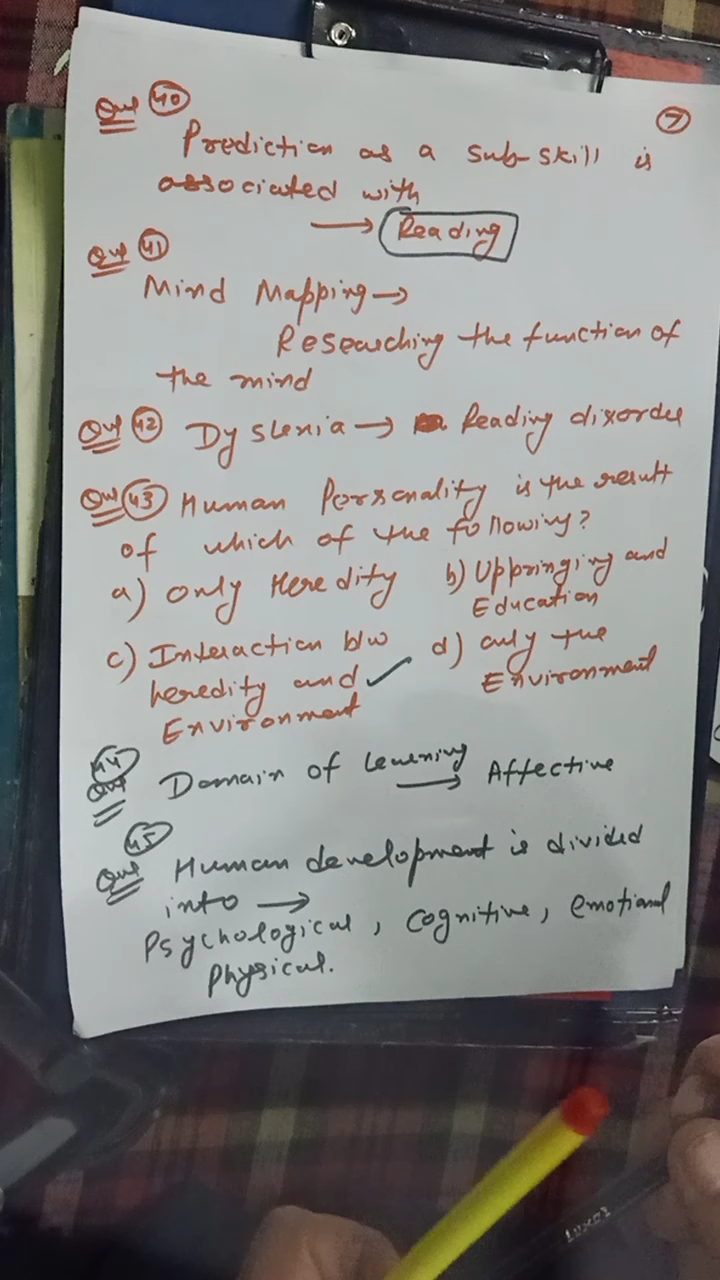 Que 40
7
Prediction as a sub-skill is
associated with
→ Reading
Que 41
Mind Mapping →
Researching the function of
the mind
Que 42 Dyslexia → Reading disorder
Que 43 Human Personality is the result
of which of the following?
a) only Heredity b) Uppringing and
Education
c) Interaction b/w d) only the
heredity and ✓ Environment
Environment
44
Que Domain of Learning → Affective
45
Que Human development is divided
into →
Psychological, cognitive, emotional
Physical.
LUXOR